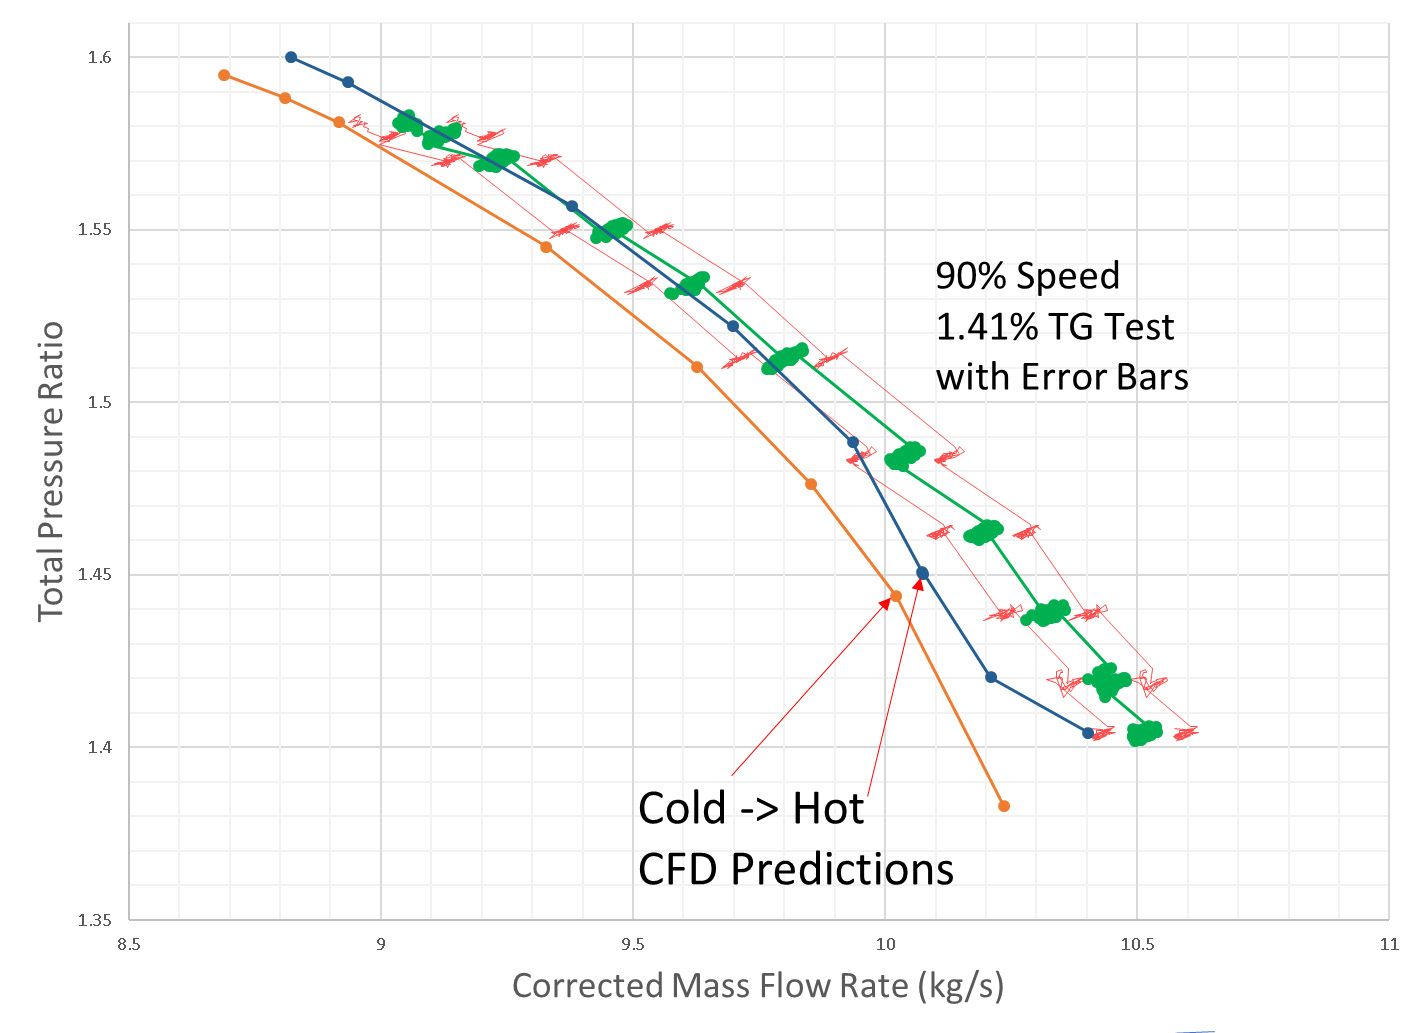 1.6
1.55
1.5
1.45
1.4
1.35
8.5
9
9.5
10
10.5
11
Total Pressure Ratio
Corrected Mass Flow Rate (kg/s)
90% Speed
1.41% TG Test
with Error Bars
Cold -> Hot
CFD Predictions